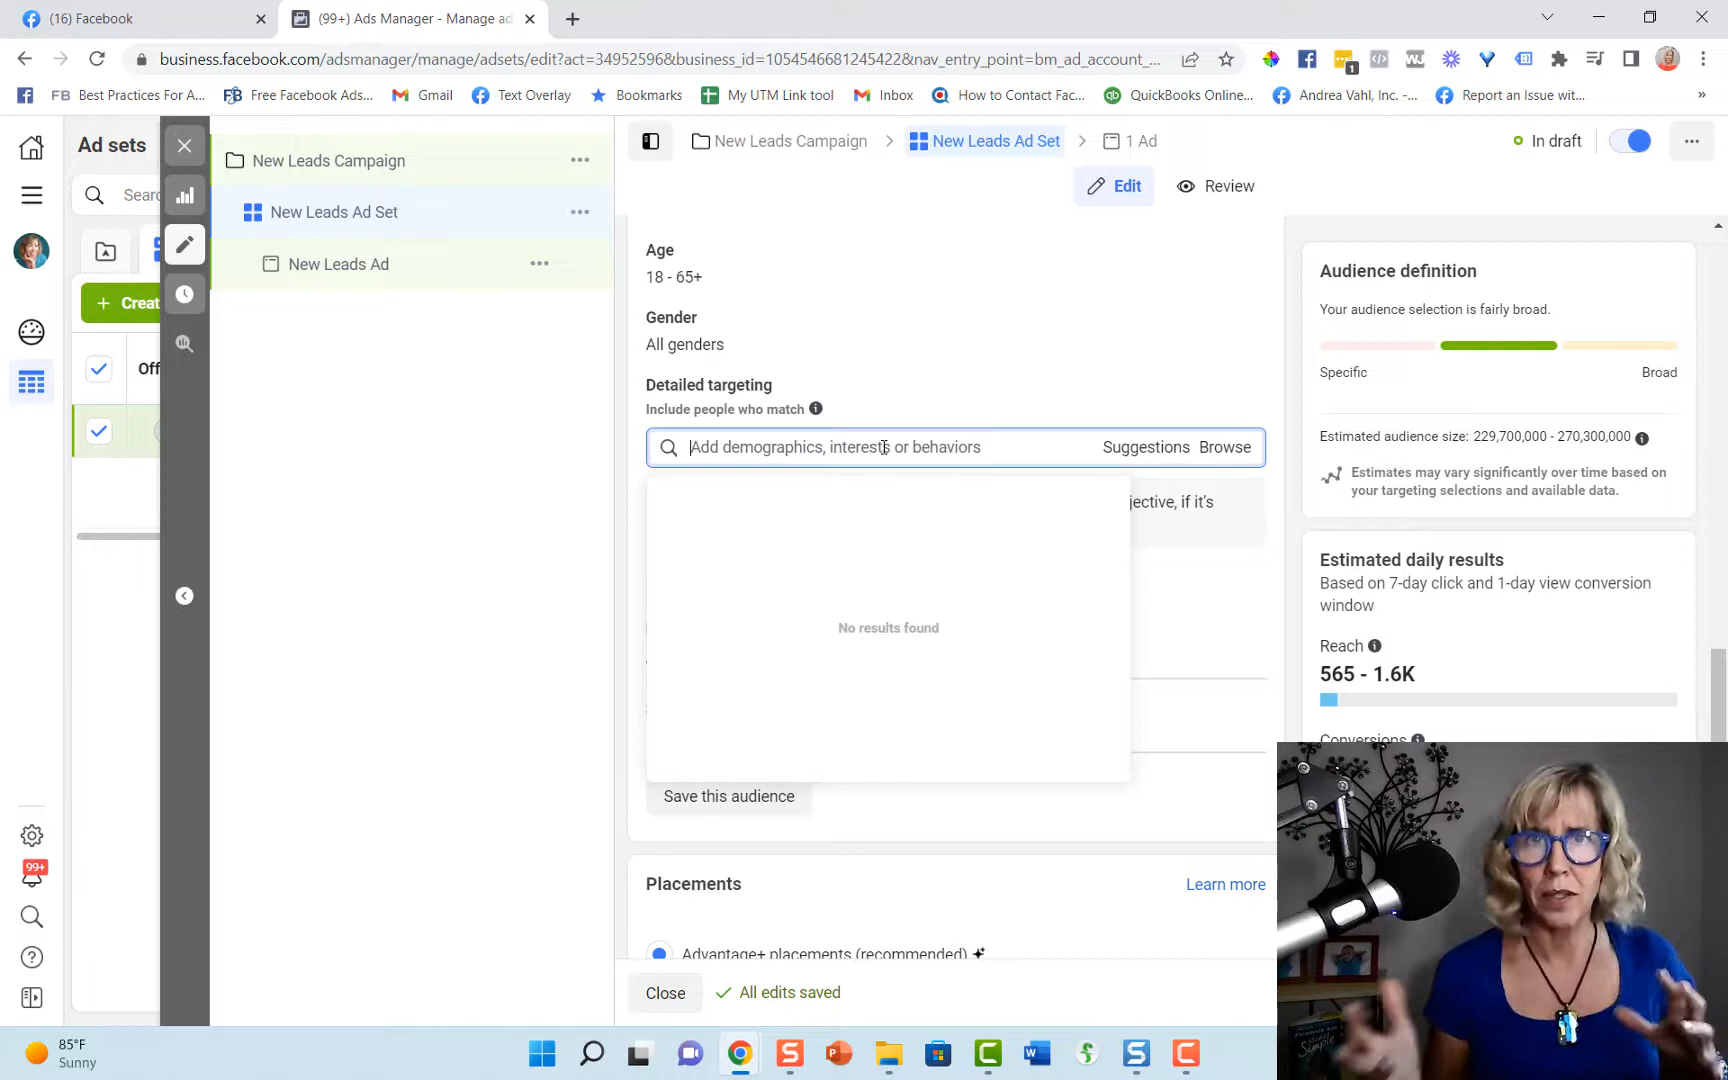 (16) Facebook
(99+) Ads Manager - Manage ad
business.facebook.com/adsmanager/manage/adsets/edit?act=34952596&business_id=1054546681245422&nav_entry_point=bm_ad_account_...
1
FB Best Practices For A...
Free Facebook Ads...
Gmail
Text Overlay
Bookmarks
My UTM Link tool
Inbox
How to Contact Fac...
QuickBooks Online...
Andrea Vahl, Inc. -...
Report an Issue wit...
»
Ad sets
Searc
+ Creat
Off
New Leads Campaign
New Leads Ad Set
New Leads Ad
New Leads Campaign
New Leads Ad Set
1 Ad
In draft
Edit
Review
Age
18 - 65+
Gender
All genders
Detailed targeting
Include people who match
Add demographics, interests or behaviors
Suggestions
Browse
jective, if it's
No results found
Save this audience
Placements
Learn more
Advantage+ placements (recommended)
Close
All edits saved
Audience definition
Your audience selection is fairly broad.
Specific
Broad
Estimated audience size: 229,700,000 - 270,300,000
Estimates may vary significantly over time based on
your targeting selections and available data.
Estimated daily results
Based on 7-day click and 1-day view conversion
window
Reach
565 - 1.6K
Conversions
99+
85°F
Sunny